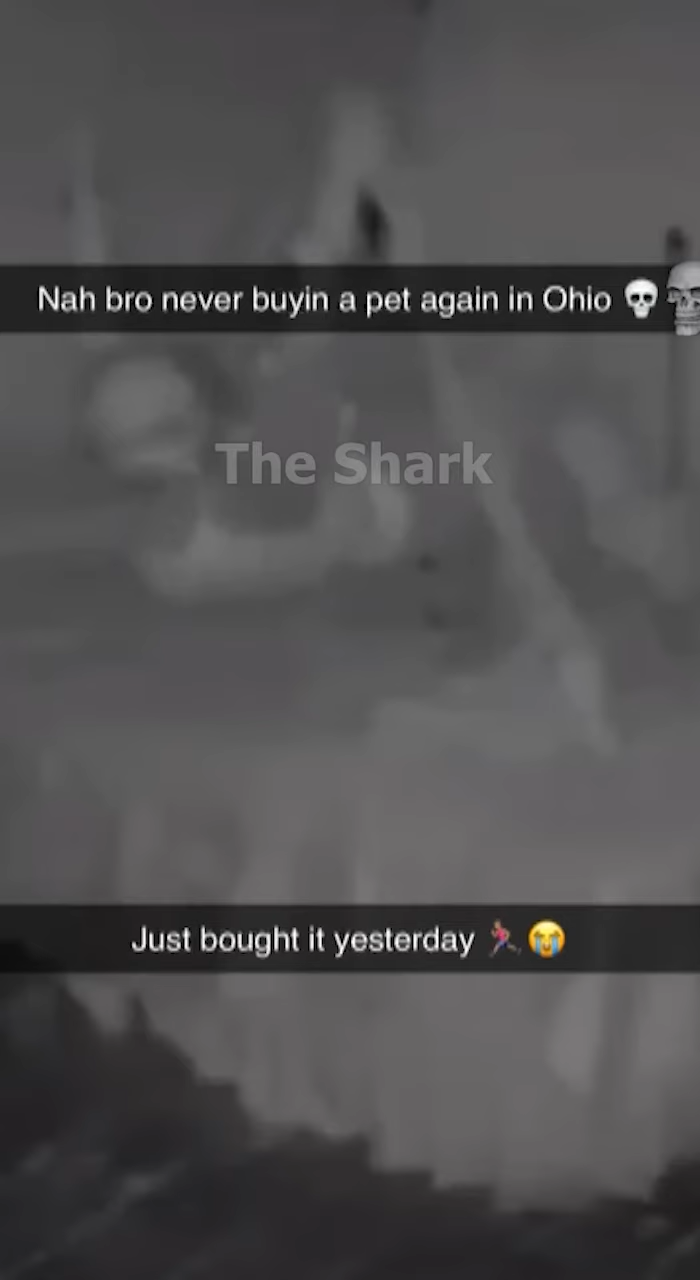 Nah bro never buyin a pet again in Ohio 💀
The Shark
Just bought it yesterday 🏃🏽‍♀️😭